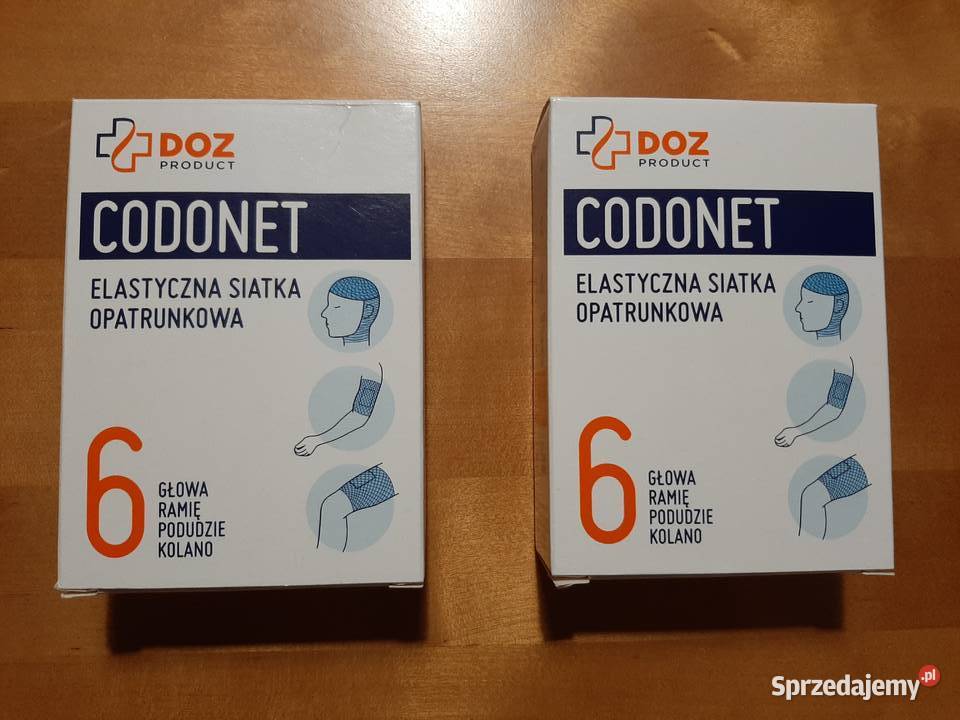 DOZ
PRODUCT
CODONET
ELASTYCZNA SIATKA
OPATRUNKOWA
6
GŁOWA
RAMIĘ
PODUDZIE
KOLANO
DOZ
PRODUCT
CODONET
ELASTYCZNA SIATKA
OPATRUNKOWA
6
GŁOWA
RAMIĘ
PODUDZIE
KOLANO
Sprzedajemy.pl